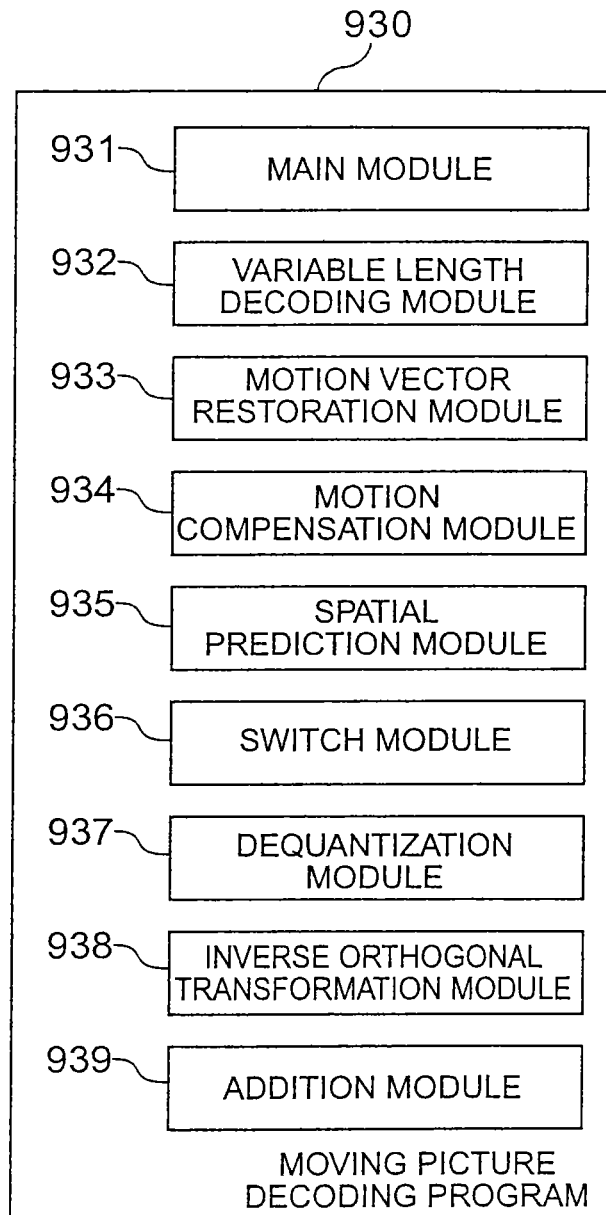 930
931
MAIN MODULE
932
VARIABLE LENGTH
DECODING MODULE
933
MOTION VECTOR
RESTORATION MODULE
934
MOTION
COMPENSATION MODULE
935
SPATIAL
PREDICTION MODULE
936
SWITCH MODULE
937
DEQUANTIZATION
MODULE
938
INVERSE ORTHOGONAL
TRANSFORMATION MODULE
939
ADDITION MODULE
MOVING PICTURE
DECODING PROGRAM